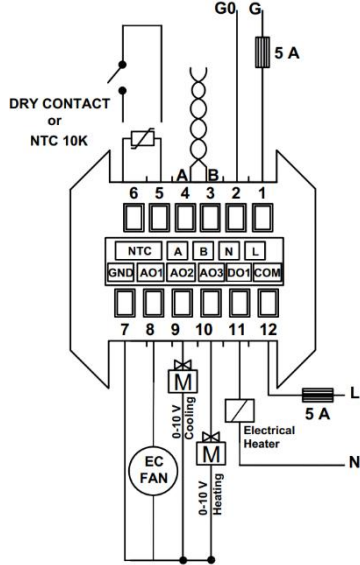 G0 G
5 A
DRY CONTACT
or
NTC 10K
A B
6 5 4 3 2 1
NTC A B N L
GND AO1 AO2 AO3 DO1 COM
7 8 9 10 11 12
L
5 A
M
0-10 V
Cooling
Electrical
Heater
EC
FAN
M
0-10 V
Heating
N